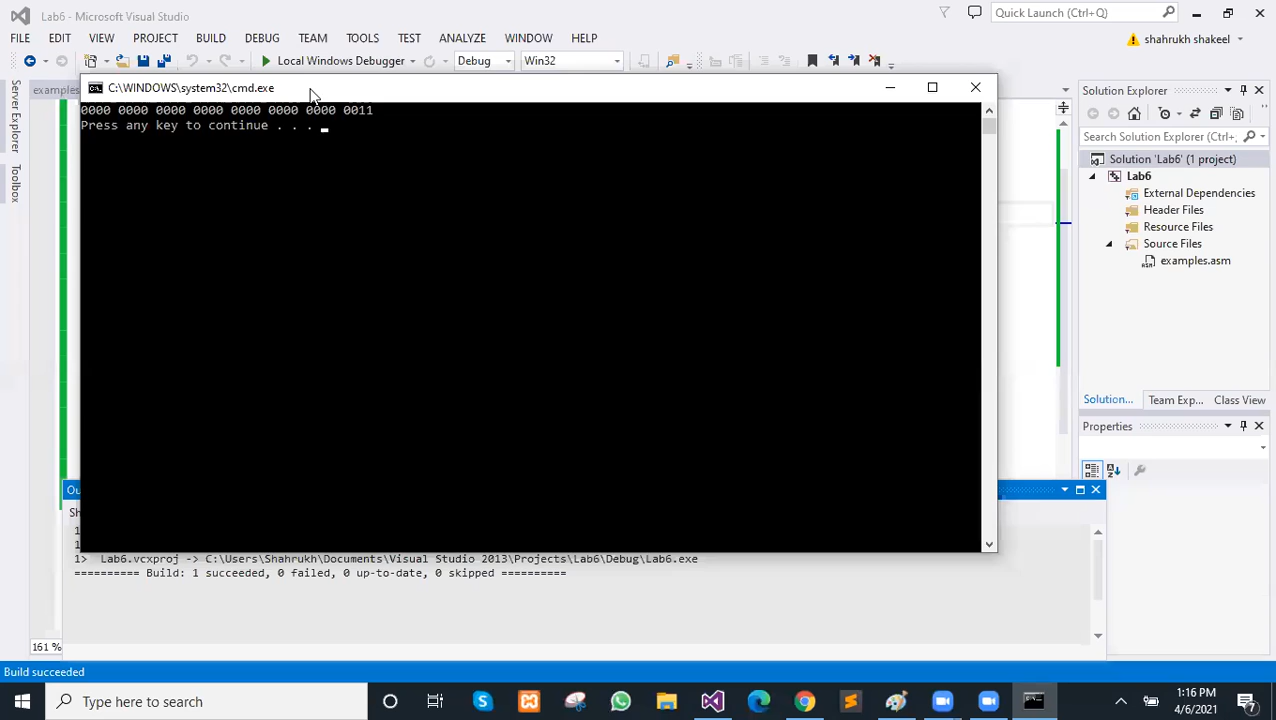 Lab6 - Microsoft Visual Studio
Quick Launch (Ctrl+Q)
FILE EDIT VIEW PROJECT BUILD DEBUG TEAM TOOLS TEST ANALYZE WINDOW HELP
shahrukh shakeel
Local Windows Debugger
Debug
Win32
Server Explorer
Toolbox
examples
C:\WINDOWS\system32\cmd.exe
0000 0000 0000 0000 0000 0000 0000 0011
Press any key to continue . . .
Solution Explorer
Search Solution Explorer (Ctrl+;)
Solution 'Lab6' (1 project)
Lab6
External Dependencies
Header Files
Resource Files
Source Files
examples.asm
Solution... Team Exp... Class View
Properties
1> Lab6.vcxproj -> C:\Users\Shahrukh\Documents\Visual Studio 2013\Projects\Lab6\Debug\Lab6.exe
========== Build: 1 succeeded, 0 failed, 0 up-to-date, 0 skipped ==========
161 %
Build succeeded
Type here to search
1:16 PM
4/6/2021
7